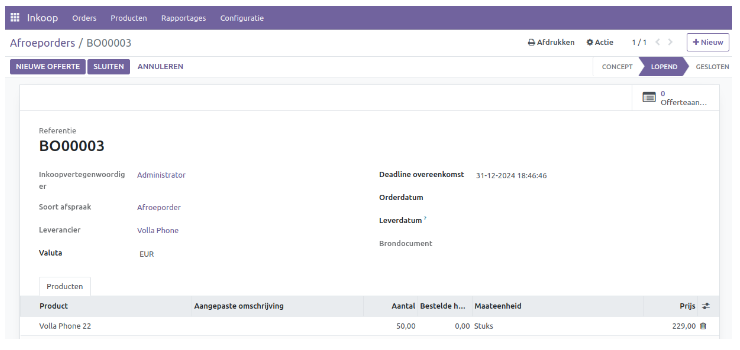 Inkoop Orders Producten Rapportages Configuratie
Afroeporders / BO00003 Afdrukken Actie 1 / 1 + Nieuw
NIEUWE OFFERTE SLUITEN ANNULEREN CONCEPT LOPEND GESLOTEN
0
Offerteaan...
Referentie
BO00003
Inkoopvertegenwoordig
er
Administrator
Soort afspraak Afroeporder
Leverancier Volla Phone
Valuta EUR
Deadline overeenkomst 31-12-2024 18:46:46
Orderdatum
Leverdatum ?
Brondocument
Producten
Product Aangepaste omschrijving Aantal Bestelde h... Maateenheid Prijs
Volla Phone 22 50,00 0,00 Stuks 229,00